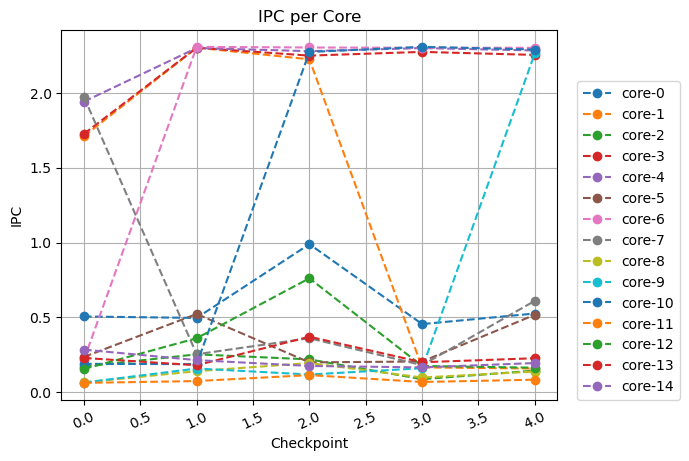 IPC per Core
IPC
2.0
1.5
1.0
0.5
0.0
0.0
0.5
1.0
1.5
2.0
2.5
3.0
3.5
4.0
Checkpoint
core-0
core-1
core-2
core-3
core-4
core-5
core-6
core-7
core-8
core-9
core-10
core-11
core-12
core-13
core-14